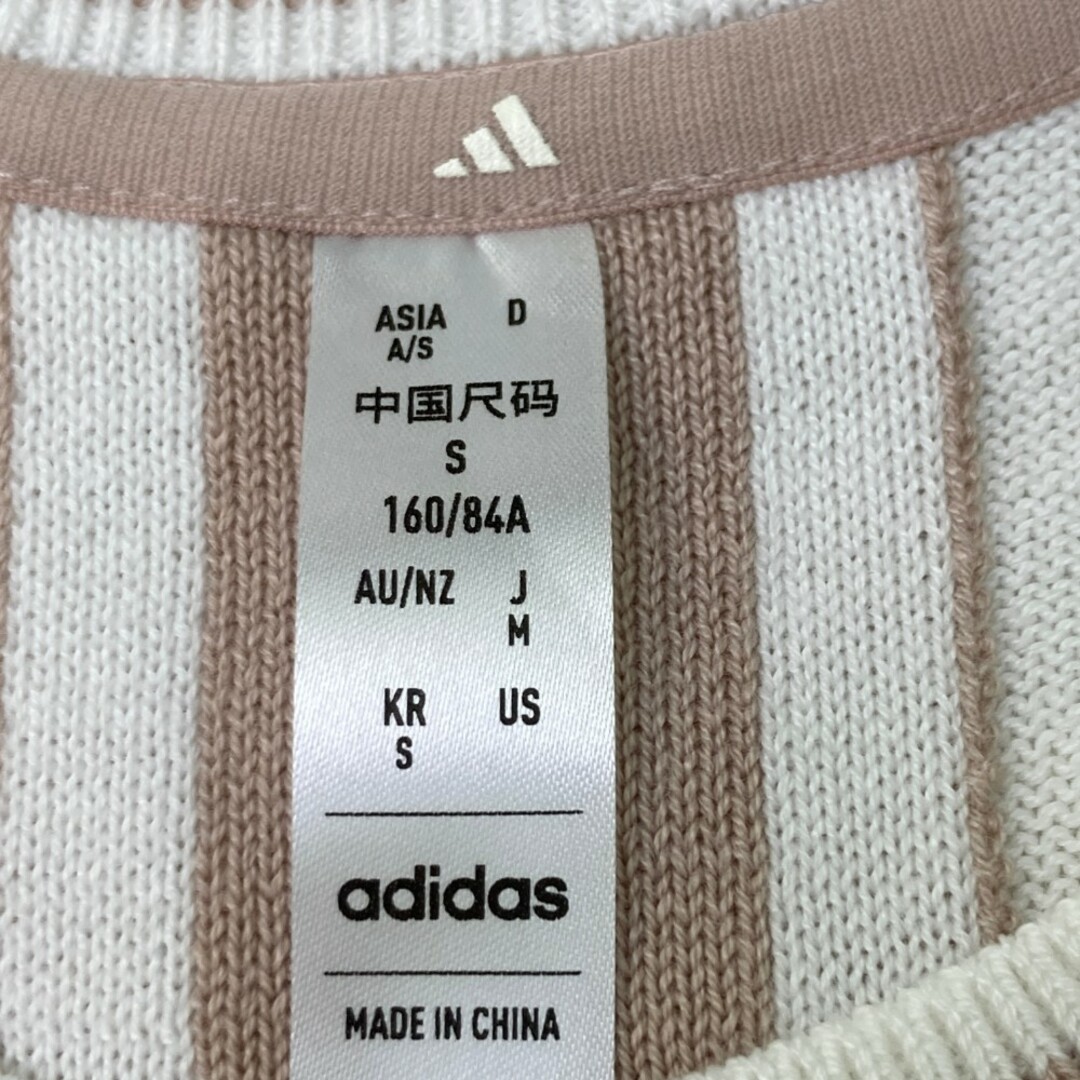 ASIA D
A/S
中国尺码
S
160/84A
AU/NZ J
M
KR US
S
adidas
MADE IN CHINA